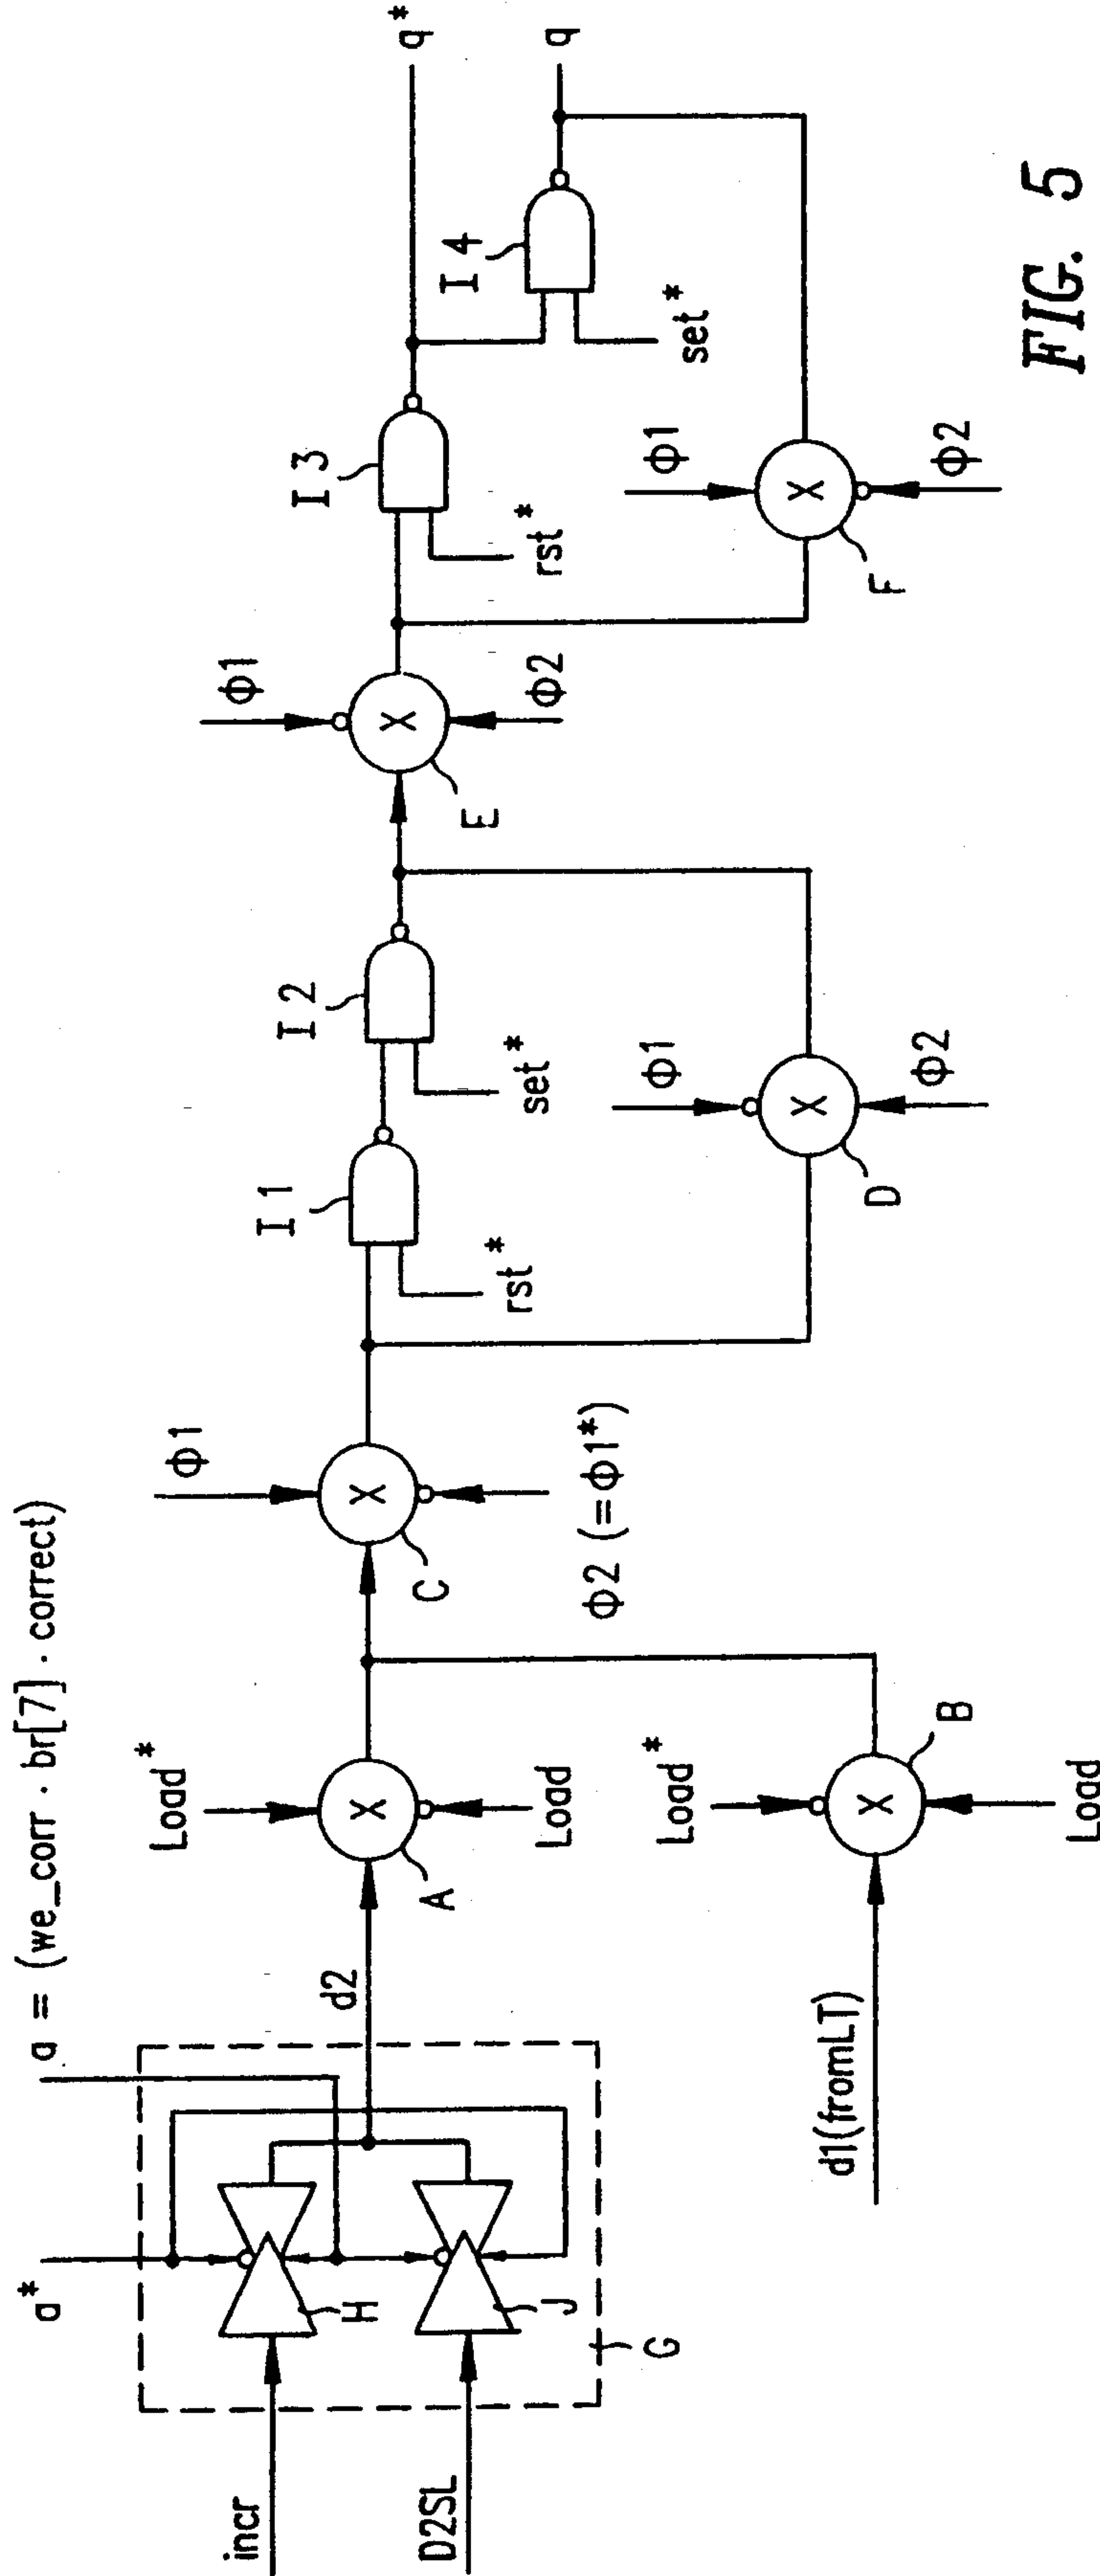 a = (we_corr · br[7] · correct)
a*
incr
D2SL
H
J
G
d2
Load*
A
Load
d1(fromLT)
Load*
B
Load
Φ1
C
Φ2 (=Φ1*)
I 1
rst*
I 2
set*
Φ1
D
Φ2
Φ1
E
Φ2
I 3
rst*
I 4
set*
Φ1
F
Φ2
q*
q
X
X
X
X
X
X
FIG. 5